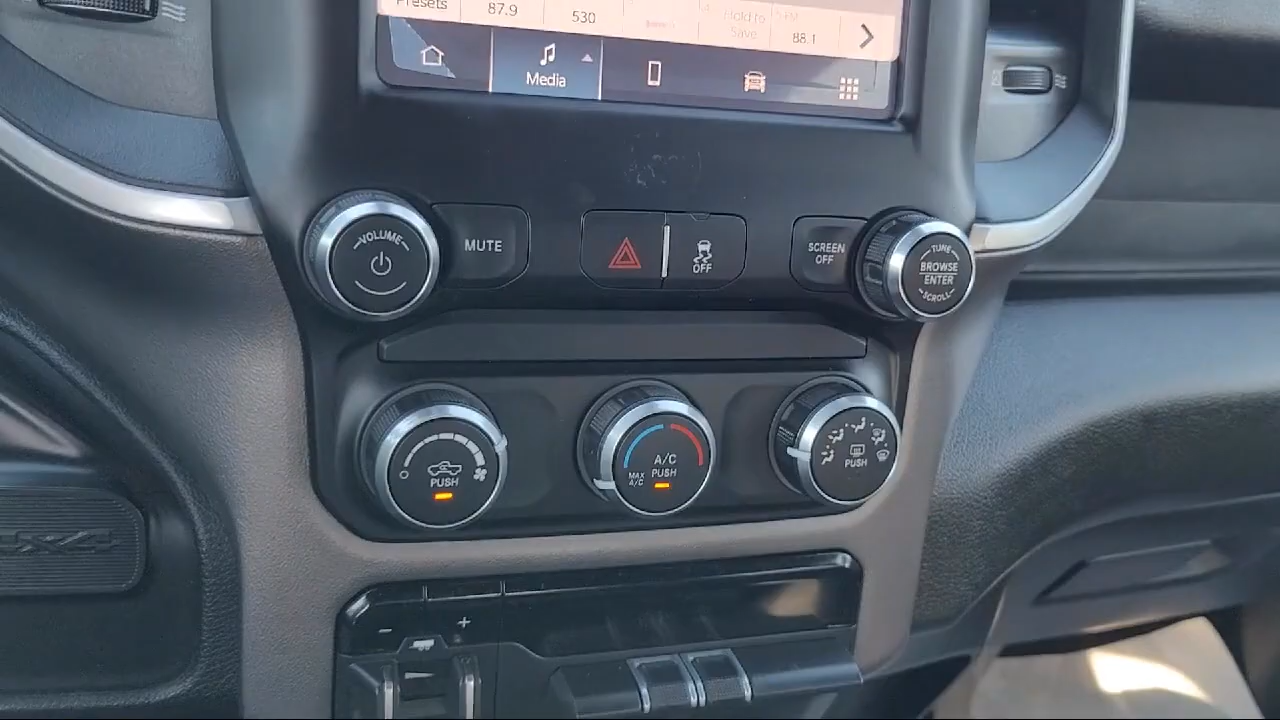 Presets
87.9
530
Hold to
Save
88.1
Media
VOLUME
MUTE
OFF
SCREEN
OFF
TUNE
BROWSE
ENTER
SCROLL
PUSH
A/C
PUSH
MAX
A/C
PUSH
- +
4X4